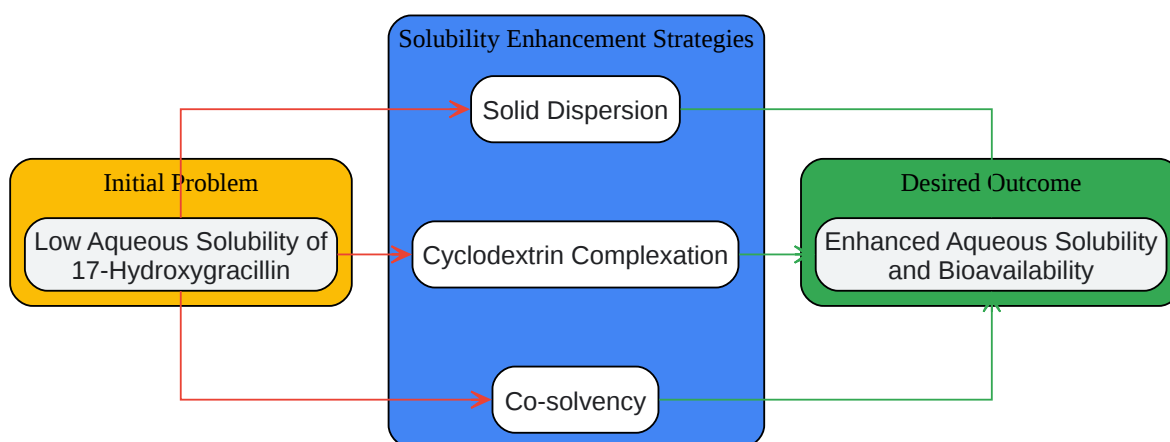 Solubility Enhancement Strategies
Solid Dispersion
Initial Problem
Desired Outcome
Low Aqueous Solubility of
17-Hydroxygracillin
Cyclodextrin Complexation
Enhanced Aqueous Solubility
and Bioavailability
Co-solvency